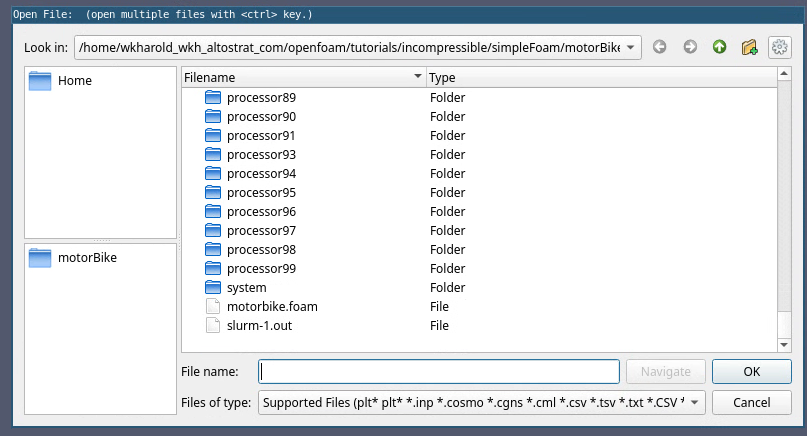 Open File:  (open multiple files with <ctrl> key.)
Look in: /home/wkharold_wkh_altostrat_com/openfoam/tutorials/incompressible/simpleFoam/motorBike
Home
motorBike
Filename Type
processor89 Folder
processor90 Folder
processor91 Folder
processor93 Folder
processor94 Folder
processor95 Folder
processor96 Folder
processor97 Folder
processor98 Folder
processor99 Folder
system Folder
motorbike.foam File
slurm-1.out File
File name: Navigate OK
Files of type: Supported Files (plt* plt* *.inp *.cosmo *.cgns *.cml *.csv *.tsv *.txt *.CSV * Cancel